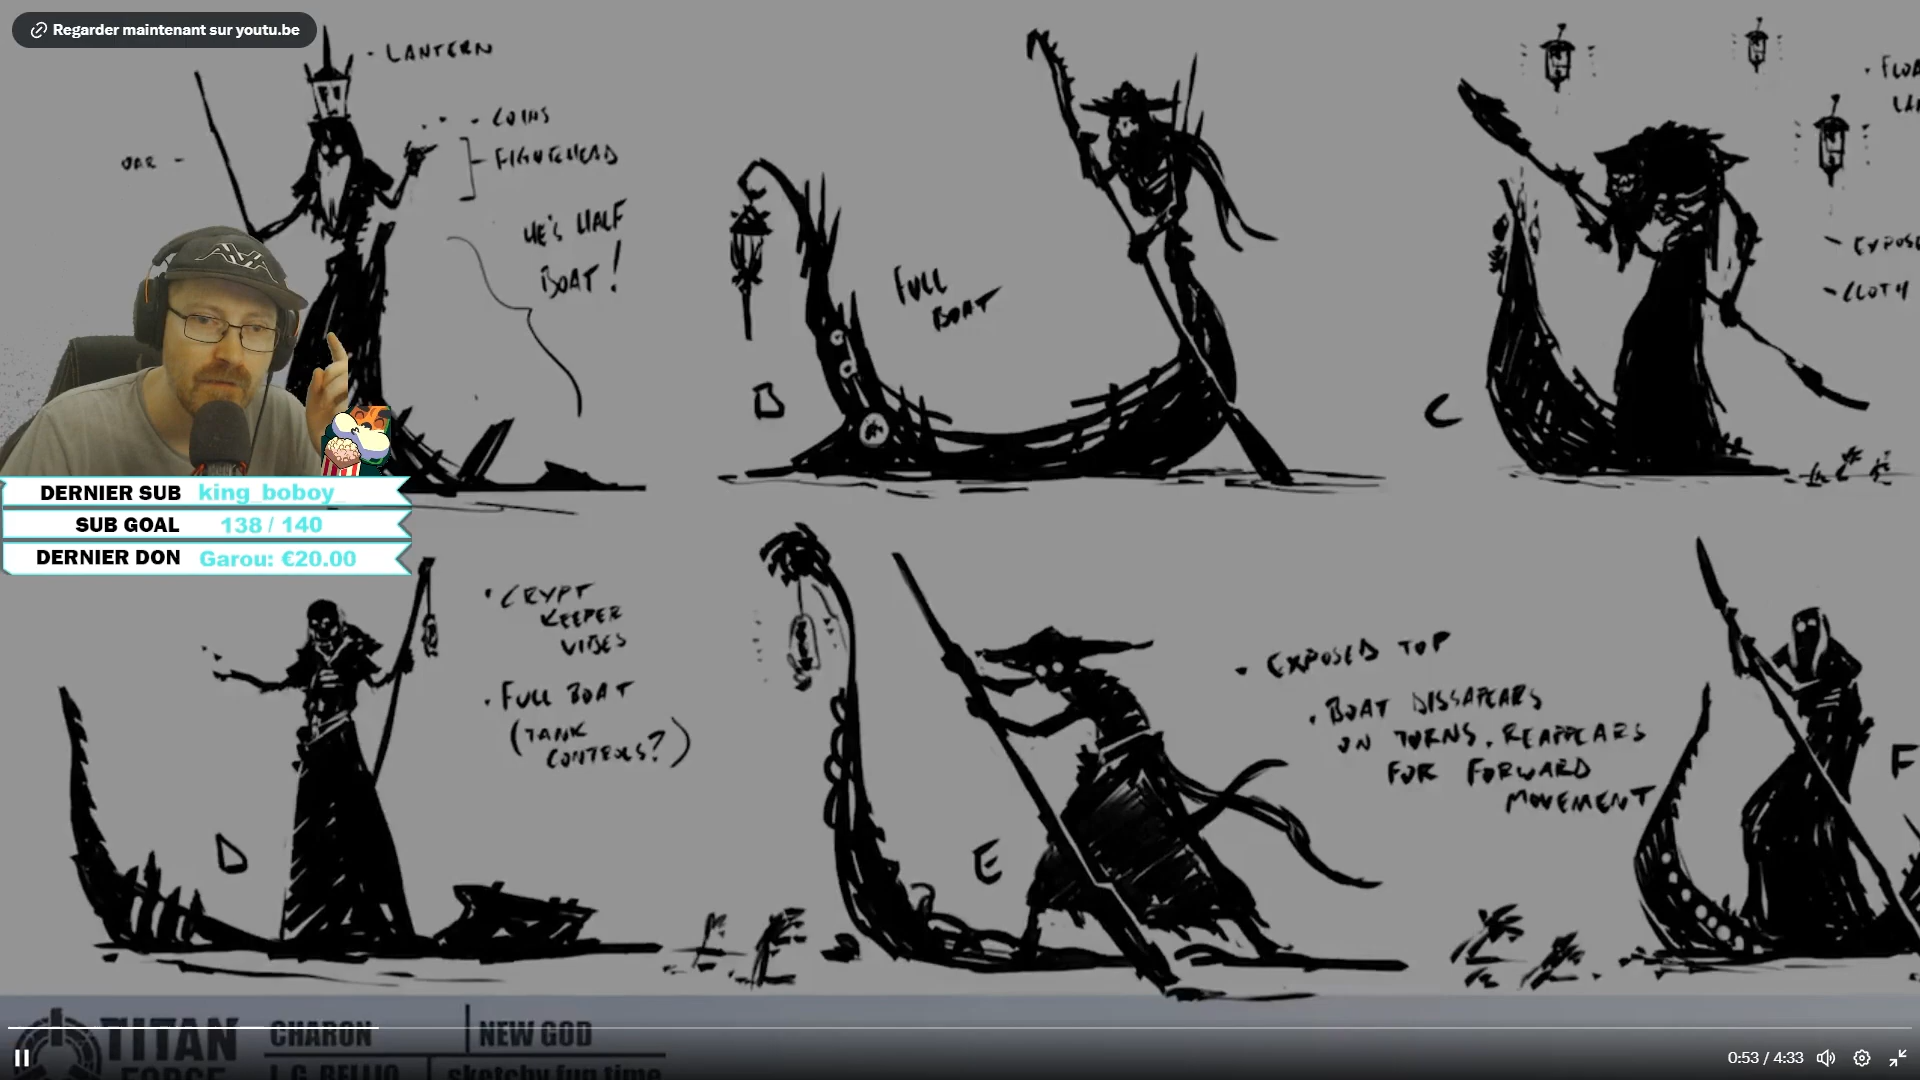 Regarder maintenant sur youtu.be
- LANTERN
OAR -
- COINS
FIGUREHEAD
HE'S HALF
BOAT!
FULL
BOAT
B
C
- CLOTH
DERNIER SUB king_boboy_
SUB GOAL 138 / 140
DERNIER DON Garou: €20.00
• CRYPT
KEEPER
VIBES
• FULL BOAT
(TANK
CONTROLS?)
D
E
• EXPOSED TOP
• BOAT DISSAPEARS
ON TURNS. REAPPEARS
FOR FORWARD
MOVEMENT
F
TITAN
FORGE
CHARON
NEW GOD
sketchy fun time
0:53 / 4:33